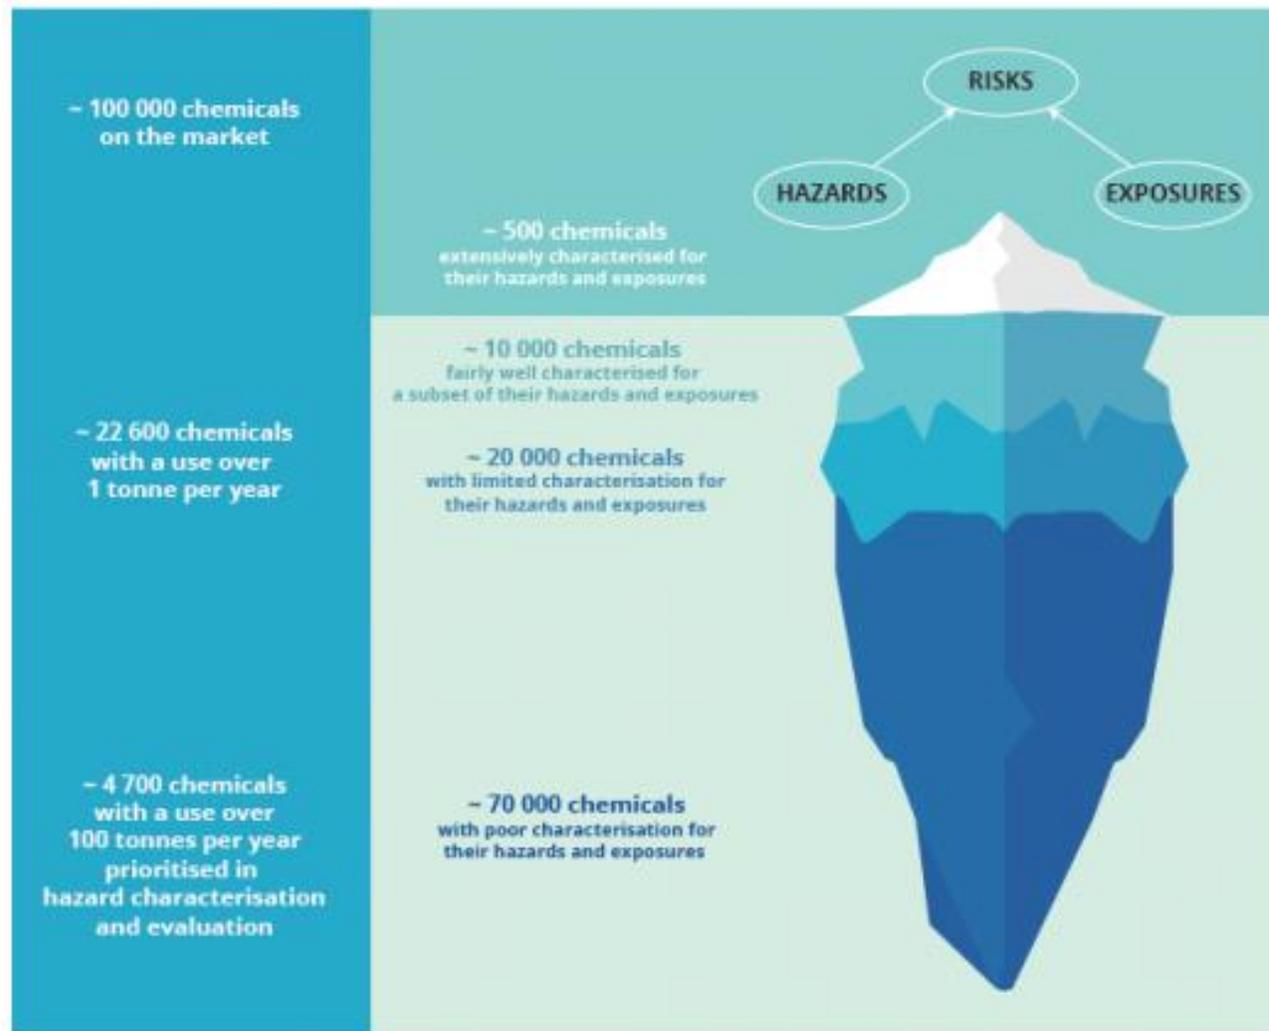 ~ 100 000 chemicals
on the market
~ 22 600 chemicals
with a use over
1 tonne per year
~ 4 700 chemicals
with a use over
100 tonnes per year
prioritised in
hazard characterisation
and evaluation
RISKS
HAZARDS
EXPOSURES
~ 500 chemicals
extensively characterised for
their hazards and exposures
~ 10 000 chemicals
fairly well characterised for
a subset of their hazards and exposures
~ 20 000 chemicals
with limited characterisation for
their hazards and exposures
~ 70 000 chemicals
with poor characterisation for
their hazards and exposures